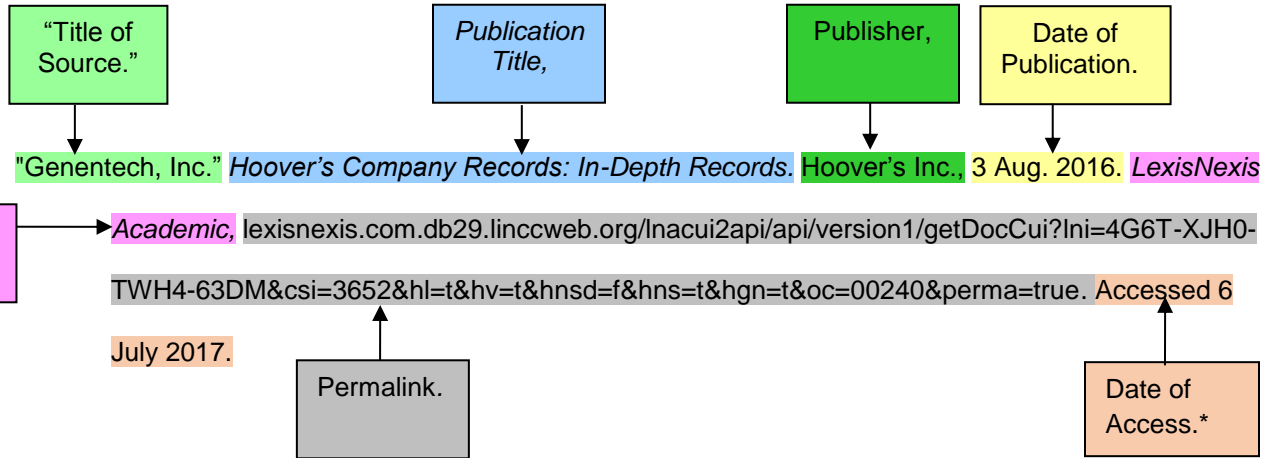 “Title of
Source.”
Publication
Title,
Publisher,
Date of
Publication.
"Genentech, Inc.” Hoover’s Company Records: In-Depth Records. Hoover’s Inc., 3 Aug. 2016. LexisNexis
Academic, lexisnexis.com.db29.linccweb.org/lnacui2api/api/version1/getDocCui?lni=4G6T-XJH0-
TWH4-63DM&csi=3652&hl=t&hv=t&hnsd=f&hns=t&hgn=t&oc=00240&perma=true. Accessed 6
July 2017.
Permalink.
Date of
Access.*